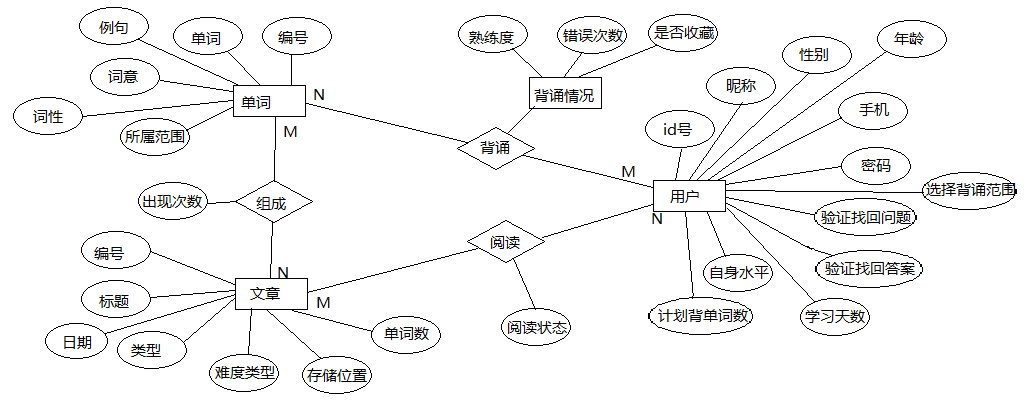 例句
单词
编号
熟练度
错误次数
是否收藏
年龄
性别
词意
昵称
单词
N
背诵情况
词性
手机
所属范围
M
背诵
id号
密码
M
选择背诵范围
出现次数
组成
用户
N
验证找回问题
阅读
编号
自身水平
验证找回答案
N
文章
M
标题
计划背单词数
学习天数
日期
类型
阅读状态
单词数
难度类型
存储位置